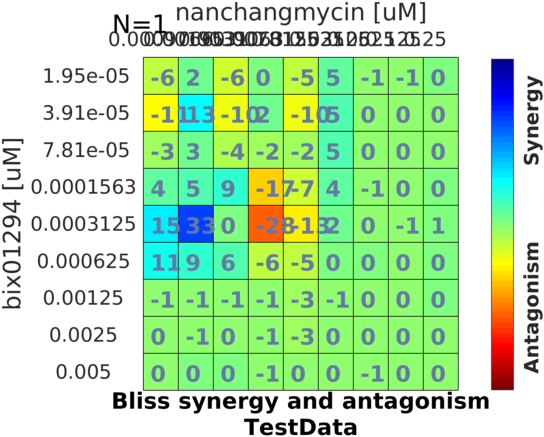 nanchangmycin [uM]
N=1
1.95e-05 -6 2 -6 0 -5 5 -1 -1 0
3.91e-05 -11 13 -10 2 -10 5 0 0 0
7.81e-05 -3 3 -4 -2 -2 5 0 0 0
0.0001563 4 5 9 -17 -7 4 -1 0 0
0.0003125 15 33 0 -28 -13 2 0 -1 1
0.000625 11 9 6 -6 -5 0 0 0 0
0.00125 -1 -1 -1 -3 -1 0 0 0 0
0.0025 0 -1 0 -1 -3 0 0 0 0
0.005 0 0 0 -1 0 0 -1 0 0
bix01294 [uM]
Synergy
Antagonism
Bliss synergy and antagonism
TestData